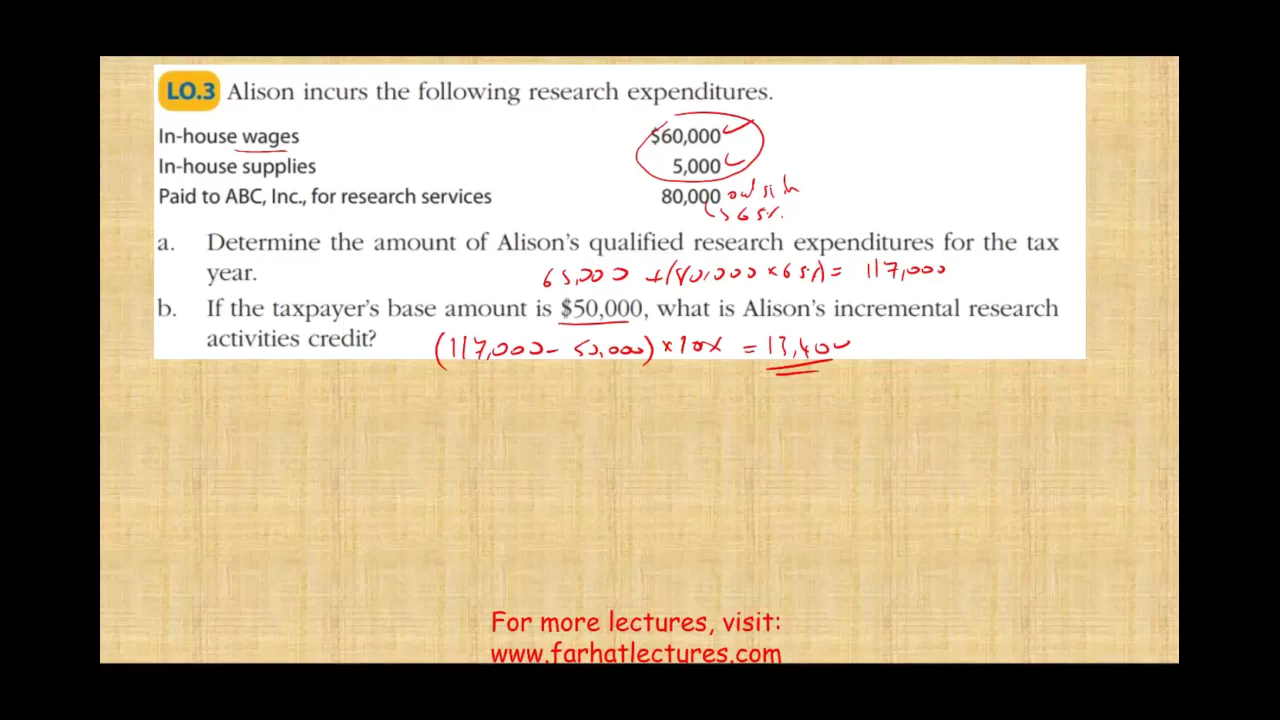 LO.3 Alison incurs the following research expenditures.
In-house wages $60,000
In-house supplies 5,000
Paid to ABC, Inc., for research services 80,000
65%
a. Determine the amount of Alison's qualified research expenditures for the tax
year.
65,000 + (80,000 × 65%) = 117,000
b. If the taxpayer's base amount is $50,000, what is Alison's incremental research
activities credit?
(117,000 - 50,000) × 20% = 13,400
For more lectures, visit:
www.farhatlectures.com